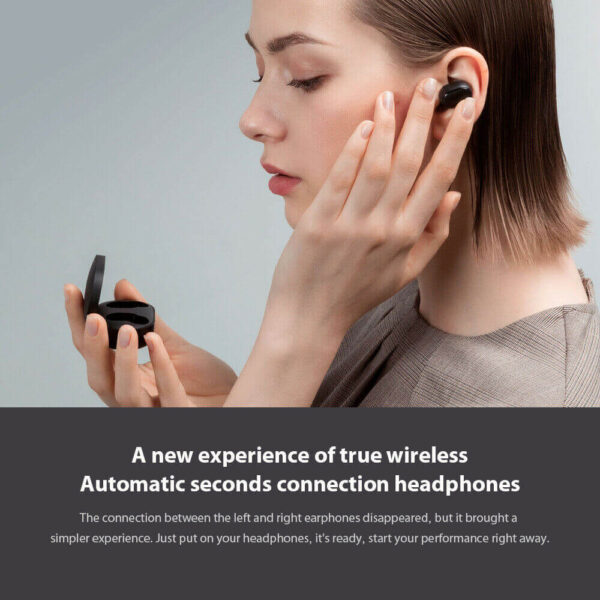 A new experience of true wireless
Automatic seconds connection headphones
The connection between the left and right earphones disappeared, but it brought a
simpler experience. Just put on your headphones, it's ready, start your performance right away.